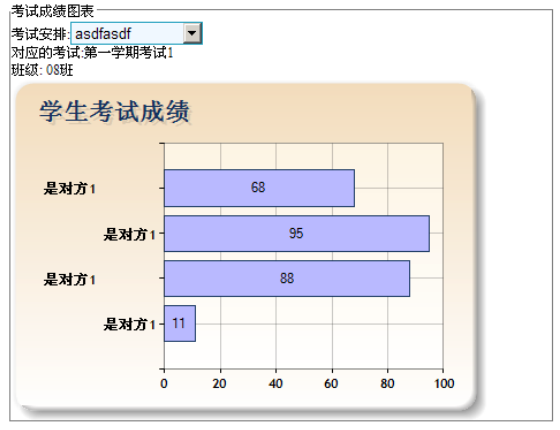 考试成绩图表
考试安排: asdfasdf
对应的考试:第一学期考试1
班级: 08班
学生考试成绩
是对方1 68
是对方1 95
是对方1 88
是对方1 11
0 20 40 60 80 100